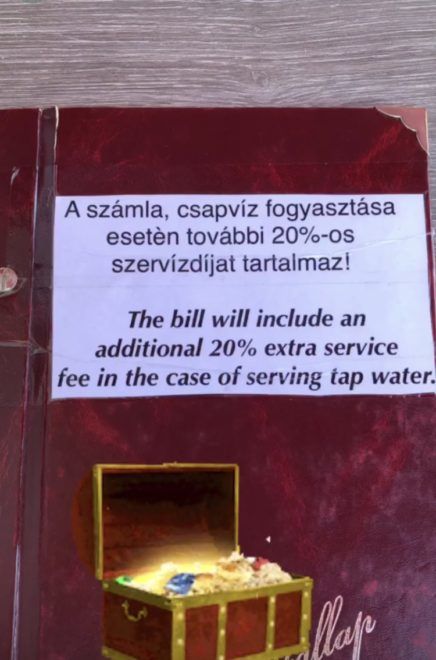 A számla, csapvíz fogyasztása
esetèn további 20%-os
szervízdíjat tartalmaz!
The bill will include an
additional 20% extra service
fee in the case of serving tap water.